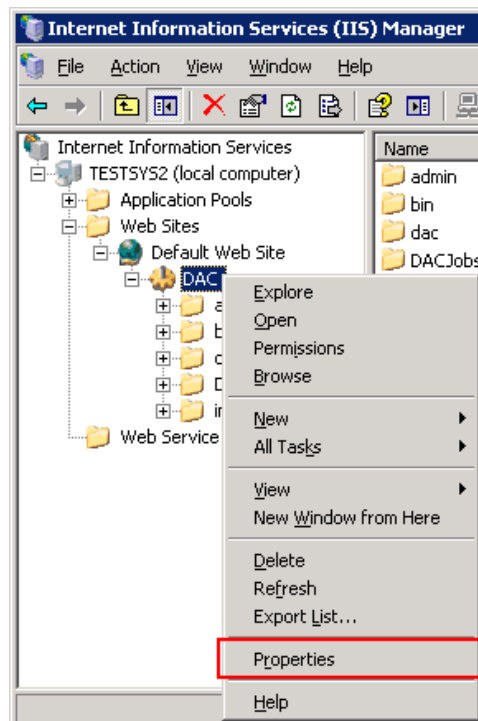 Internet Information Services (IIS) Manager
File Action View Window Help
Internet Information Services
TESTSYS2 (local computer)
Application Pools
Web Sites
Default Web Site
DAC
Web Service
Name
admin
bin
dac
DACJobs
Explore
Open
Permissions
Browse
New
All Tasks
View
New Window from Here
Delete
Refresh
Export List...
Properties
Help